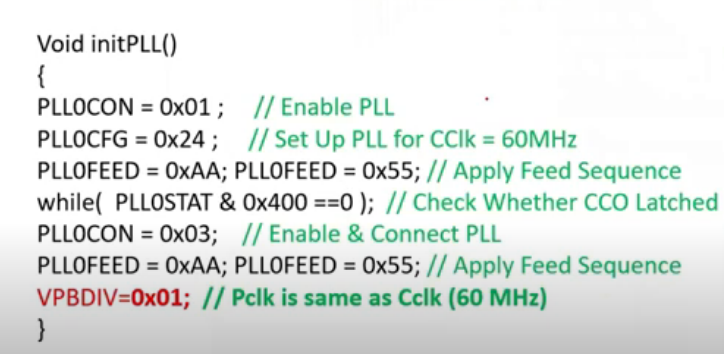 Void initPLL()
{
PLL0CON = 0x01 ; // Enable PLL
PLL0CFG = 0x24 ; // Set Up PLL for CClk = 60MHz
PLL0FEED = 0xAA; PLL0FEED = 0x55; // Apply Feed Sequence
while( PLL0STAT & 0x400 ==0 ); // Check Whether CCO Latched
PLL0CON = 0x03; // Enable & Connect PLL
PLL0FEED = 0xAA; PLL0FEED = 0x55; // Apply Feed Sequence
VPBDIV=0x01; // Pclk is same as Cclk (60 MHz)
}